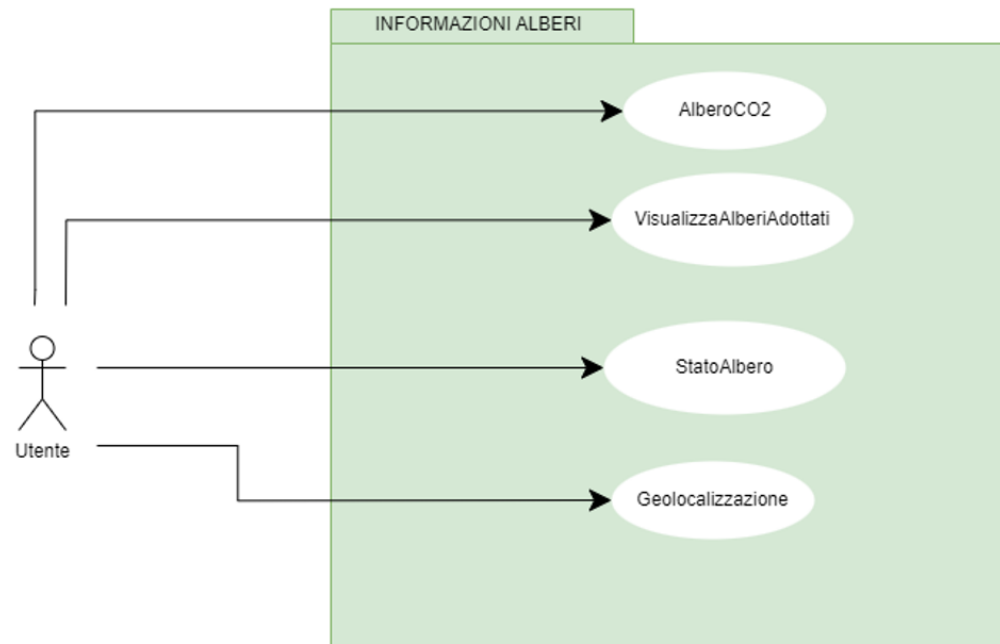 INFORMAZIONI ALBERI
AlberoCO2
VisualizzaAlberiAdottati
StatoAlbero
Utente
Geolocalizzazione